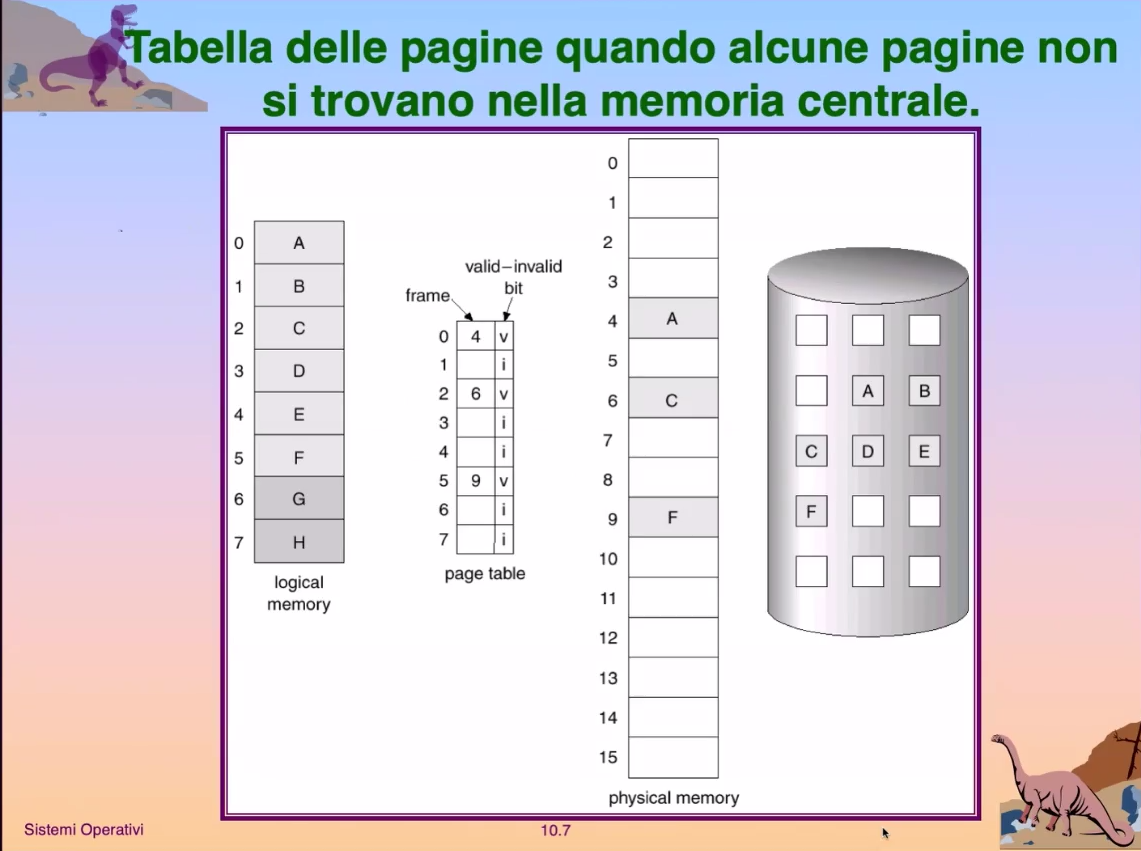 Tabella delle pagine quando alcune pagine non
si trovano nella memoria centrale.
0 A
1 B
2 C
3 D
4 E
5 F
6 G
7 H
logical
memory
valid–invalid
bit
frame
0 4 v
1 i
2 6 v
3 i
4 i
5 9 v
6 i
7 i
page table
0
1
2
3
4 A
5
6 C
7
8
9 F
10
11
12
13
14
15
physical memory
A B
C D E
F
Sistemi Operativi
10.7